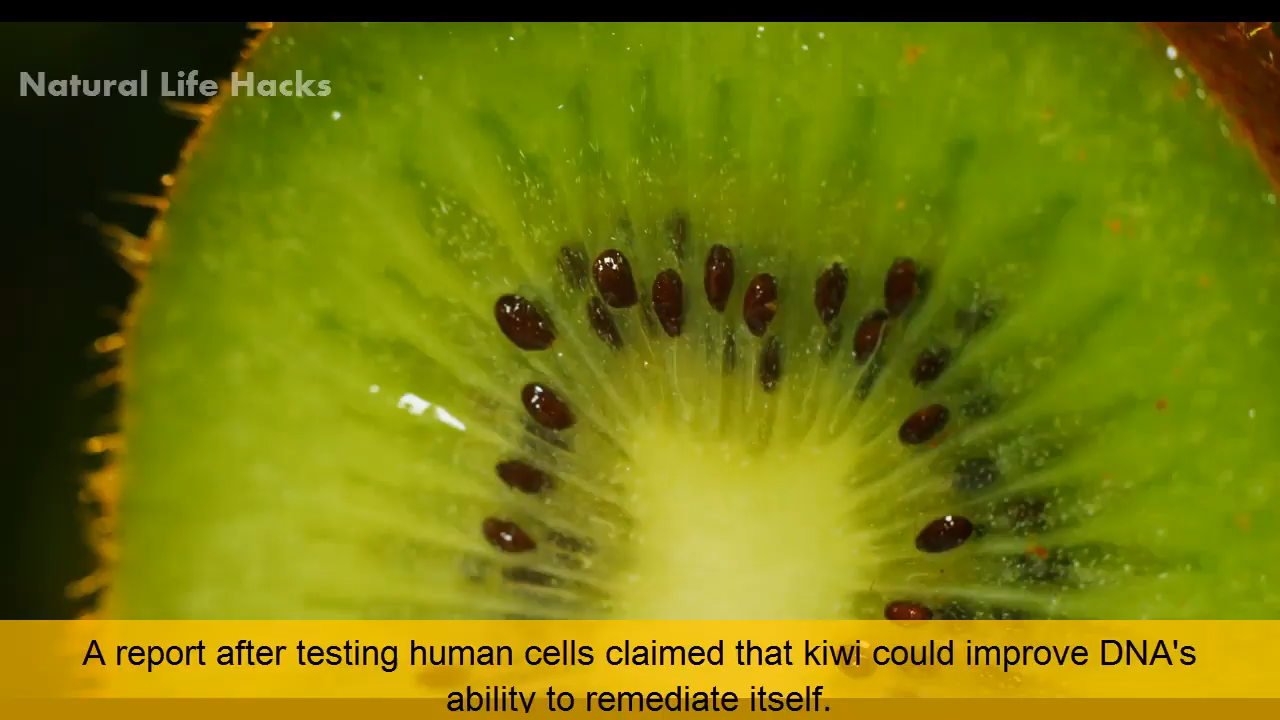 Natural Life Hacks
A report after testing human cells claimed that kiwi could improve DNA's
ability to remediate itself.